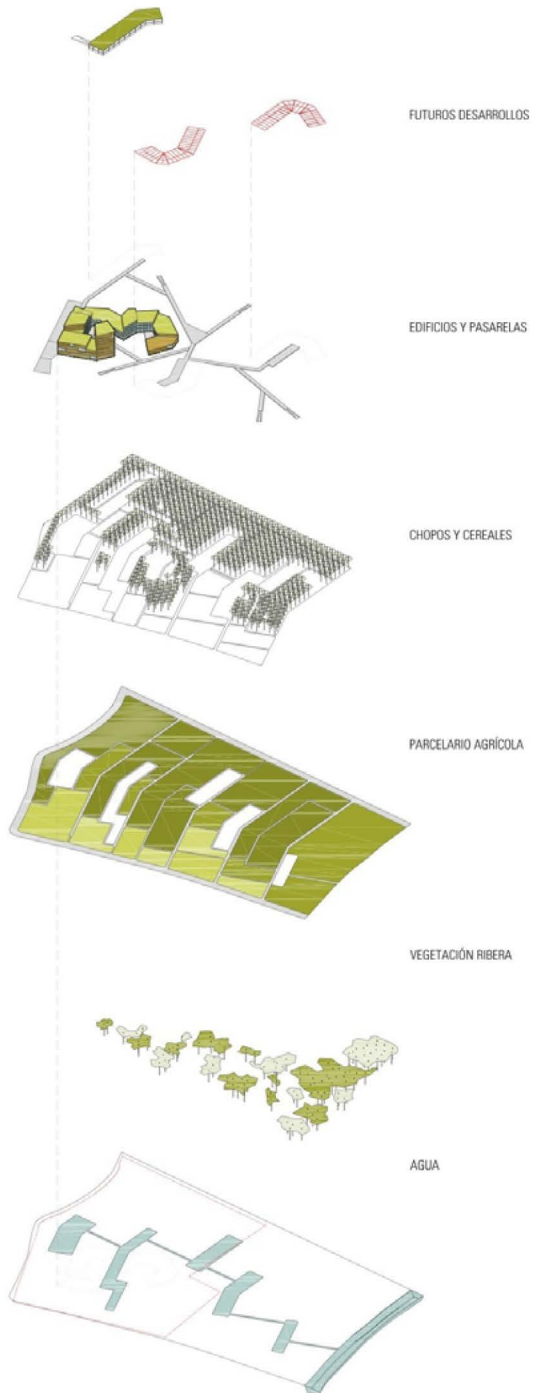 FUTUROS DESARROLLOS
EDIFICIOS Y PASARELAS
CHOPOS Y CEREALES
PARCELARIO AGRÍCOLA
VEGETACIÓN RIBERA
AGUA